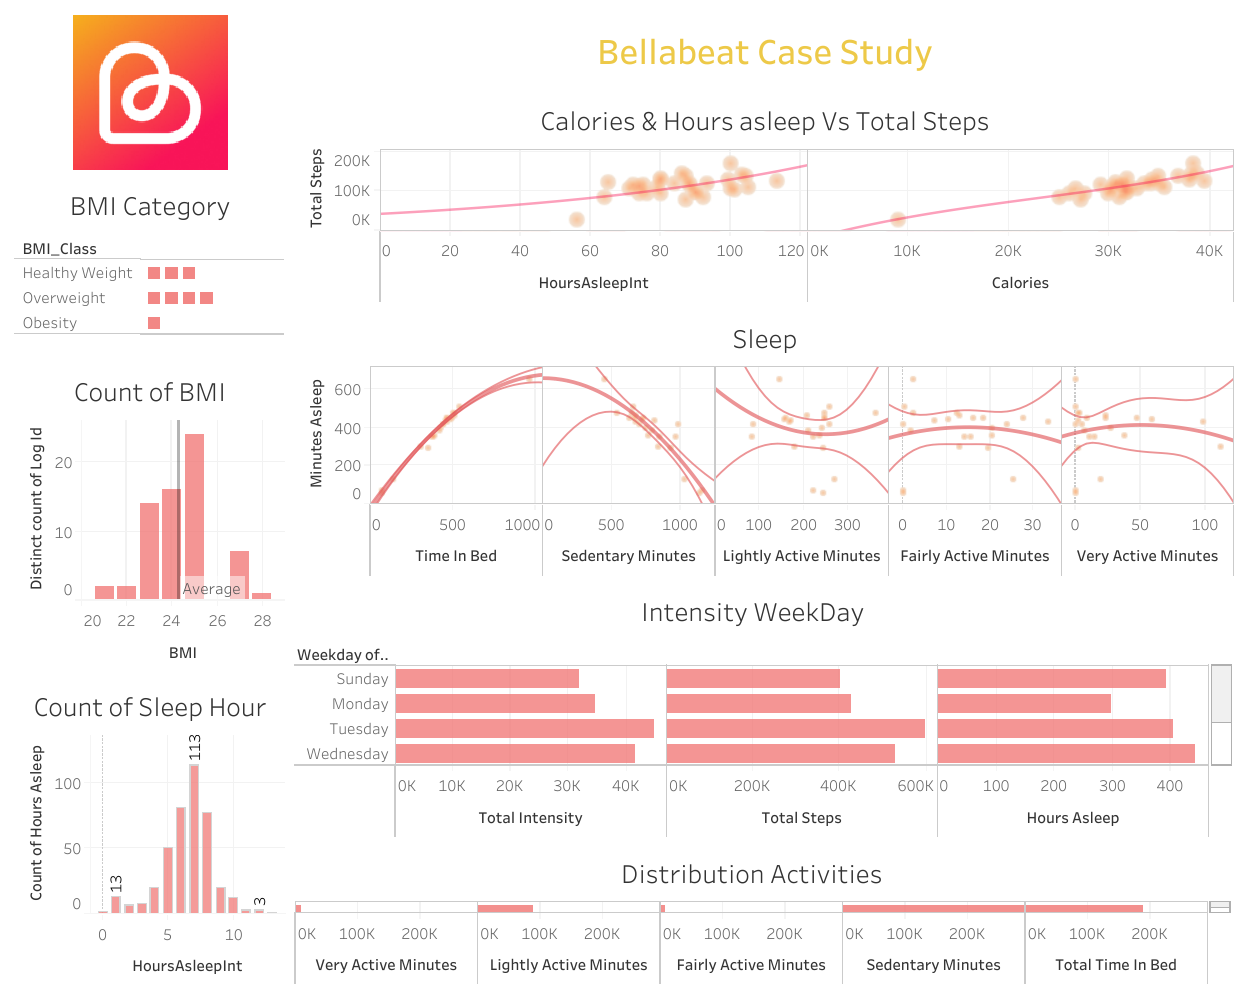 Bellabeat Case Study
Calories & Hours asleep Vs Total Steps
Total Steps
200K
100K
0K
0 20 40 60 80 100 120
HoursAsleepInt
0K 10K 20K 30K 40K
Calories
BMI Category
BMI_Class
Healthy Weight
Overweight
Obesity
Sleep
Minutes Asleep
600
400
200
0
0 500 1000
Time In Bed
0 500 1000
Sedentary Minutes
0 100 200 300
Lightly Active Minutes
0 10 20 30
Fairly Active Minutes
0 50 100
Very Active Minutes
Count of BMI
Distinct count of Log Id
20
10
0
Average
20 22 24 26 28
BMI
Intensity WeekDay
Weekday of..
Sunday
Monday
Tuesday
Wednesday
0K 10K 20K 30K 40K
Total Intensity
0K 200K 400K 600K
Total Steps
0 100 200 300 400
Hours Asleep
Count of Sleep Hour
Count of Hours Asleep
100
50
0
13
113
3
0 5 10
HoursAsleepInt
Distribution Activities
0K 100K 200K
Very Active Minutes
0K 100K 200K
Lightly Active Minutes
0K 100K 200K
Fairly Active Minutes
0K 100K 200K
Sedentary Minutes
0K 100K 200K
Total Time In Bed